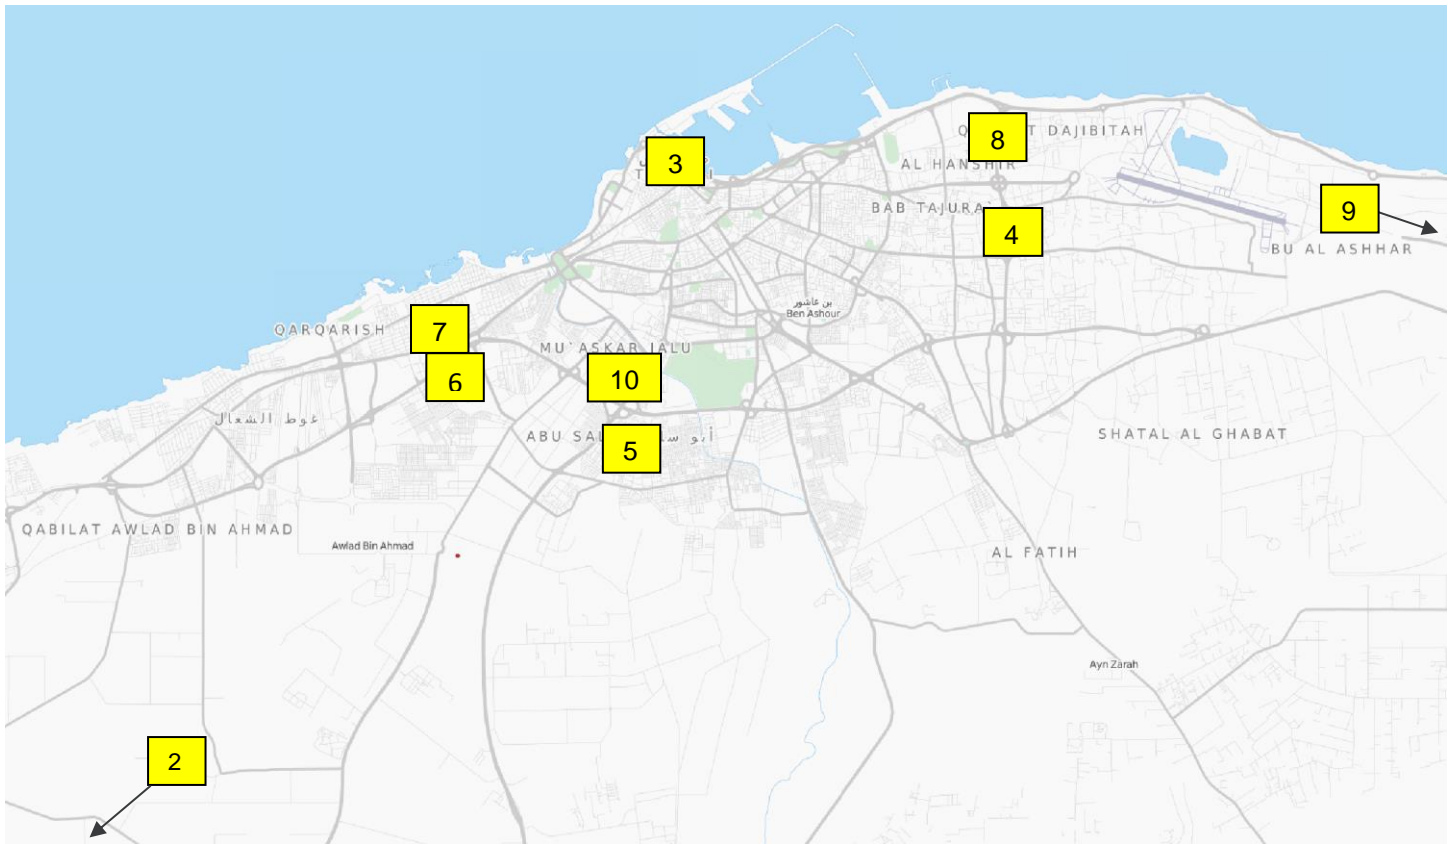 8
Q T DAJIBITAH
3
AL HANSHIR
T I
BAB TAJURA
9
4
BU AL ASHHAR
بن عاشور
Ben Ashour
7
QARQARISH
MU`ASKAR JALU
6
10
غوط الشعال
ABU SAL أبو س
5
SHATAL AL GHABAT
QABILAT AWLAD BIN AHMAD
Awlad Bin Ahmad
AL FATIH
Ayn Zarah
2